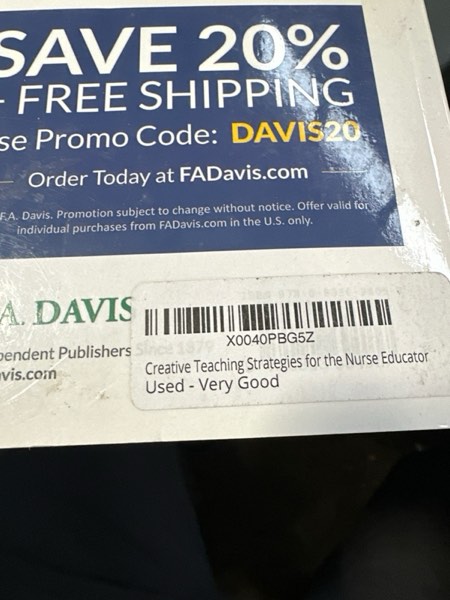 SAVE 20%
FREE SHIPPING
se Promo Code: DAVIS20
Order Today at FADavis.com
F.A. Davis. Promotion subject to change without notice. Offer valid for
individual purchases from FADavis.com in the U.S. only.
A. DAVIS
pendent Publishers Since 1879
vis.com
X0040PBG5Z
Creative Teaching Strategies for the Nurse Educator
Used - Very Good